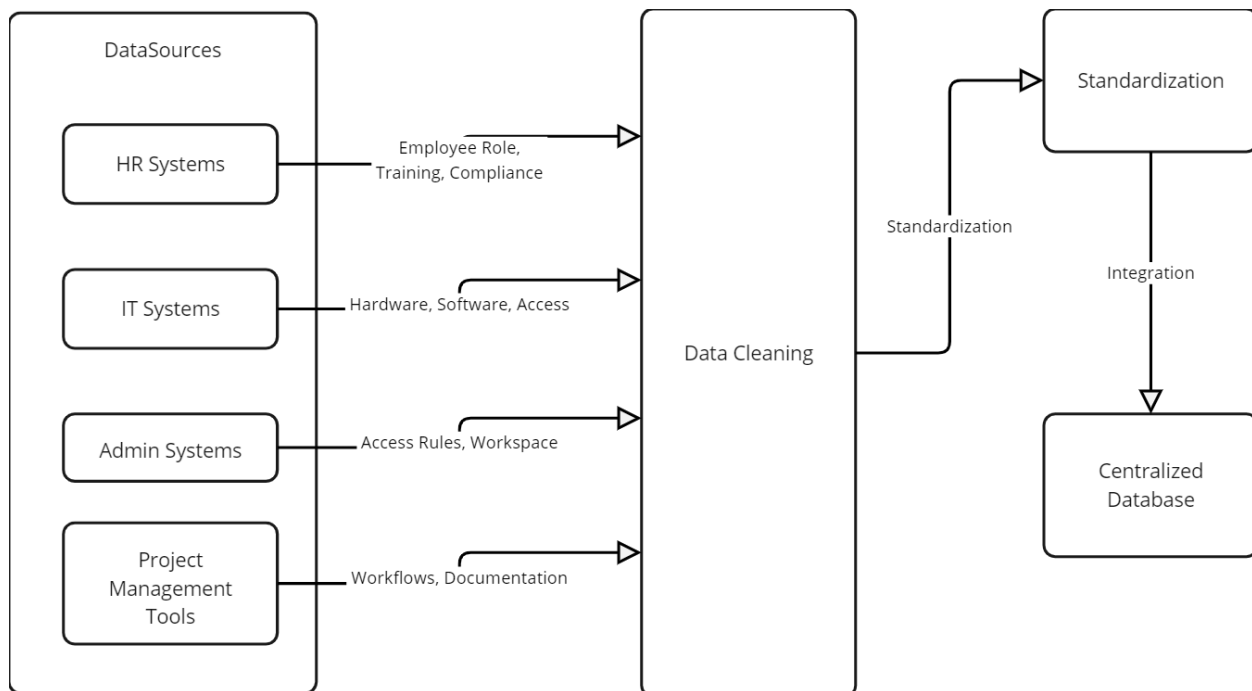 DataSources
HR Systems
Employee Role,
Training, Compliance
IT Systems
Hardware, Software, Access
Admin Systems
Access Rules, Workspace
Project
Management
Tools
Workflows, Documentation
Data Cleaning
Standardization
Standardization
Integration
Centralized
Database